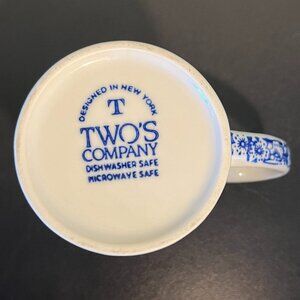 DESIGNED IN NEW YORK
T
TWO'S
COMPANY
DISHWASHER SAFE
MICROWAVE SAFE